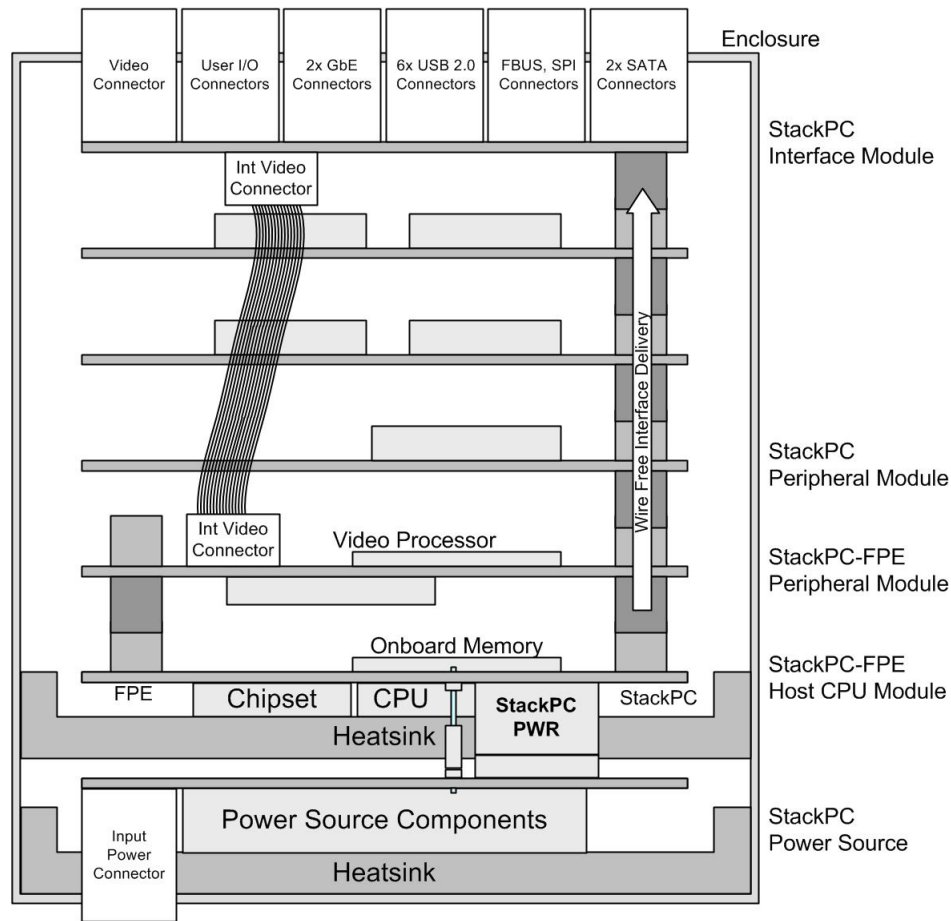 Enclosure
Video
Connector
User I/O
Connectors
2x GbE
Connectors
6x USB 2.0
Connectors
FBUS, SPI
Connectors
2x SATA
Connectors
StackPC
Interface Module
Int Video
Connector
Wire Free Interface Delivery
StackPC
Peripheral Module
Int Video
Connector
Video Processor
StackPC-FPE
Peripheral Module
Onboard Memory
StackPC-FPE
Host CPU Module
FPE
Chipset
CPU
StackPC
PWR
StackPC
Heatsink
Power Source Components
StackPC
Power Source
Input
Power
Connector
Heatsink